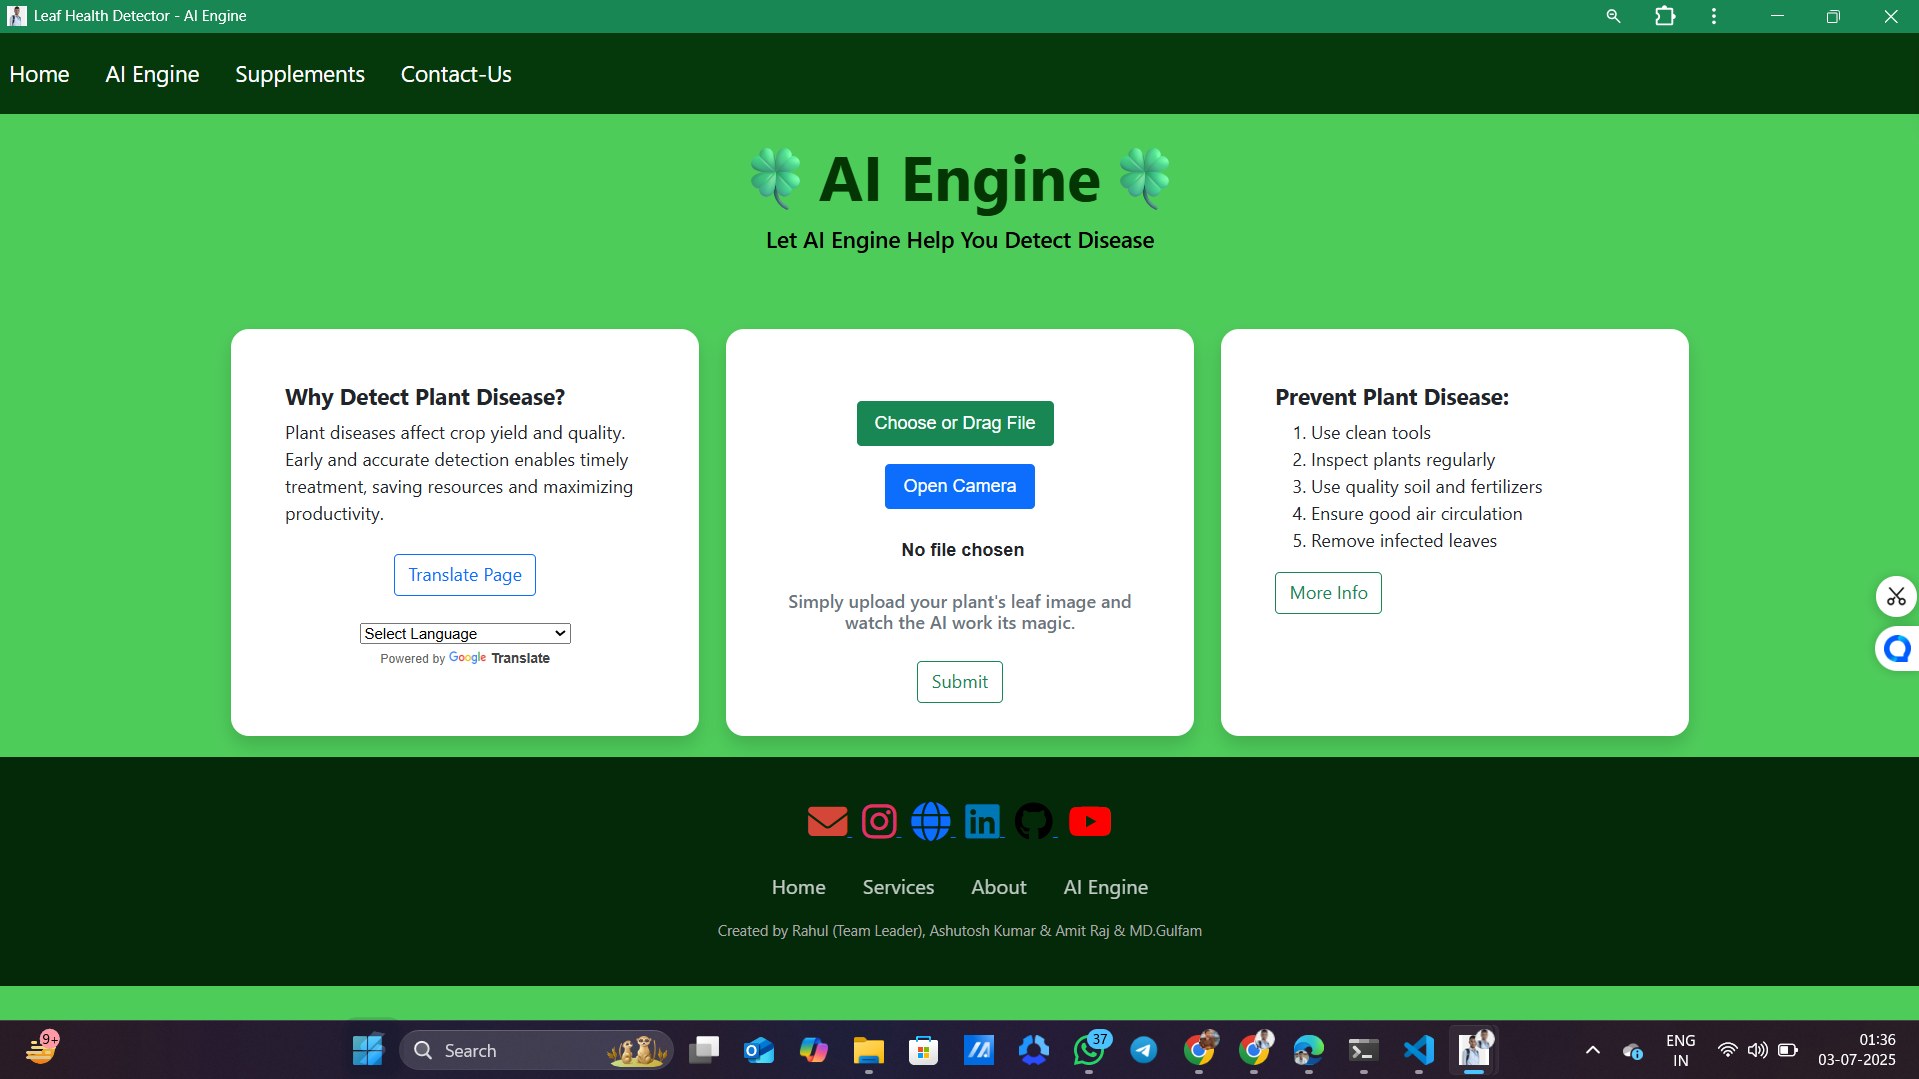 Leaf Health Detector - AI Engine
Home AI Engine Supplements Contact-Us
AI Engine
Let AI Engine Help You Detect Disease
Why Detect Plant Disease?
Plant diseases affect crop yield and quality.
Early and accurate detection enables timely
treatment, saving resources and maximizing
productivity.
Translate Page
Select Language
Powered by Google Translate
Choose or Drag File
Open Camera
No file chosen
Simply upload your plant's leaf image and
watch the AI work its magic.
Submit
Prevent Plant Disease:
1. Use clean tools
2. Inspect plants regularly
3. Use quality soil and fertilizers
4. Ensure good air circulation
5. Remove infected leaves
More Info
Home Services About AI Engine
Created by Rahul (Team Leader), Ashutosh Kumar & Amit Raj & MD.Gulfam
9+
Search
37
ENG
IN
01:36
03-07-2025